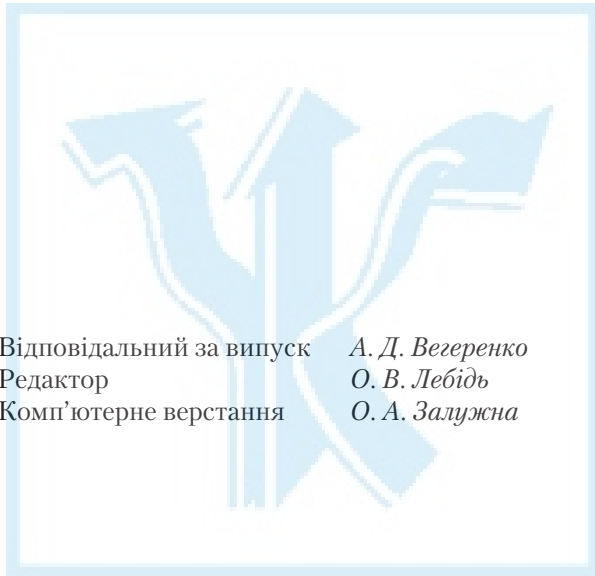 Відповідальний за випуск А. Д. Вегеренко
Редактор О. В. Лебідь
Комп’ютерне верстання О. А. Залужна